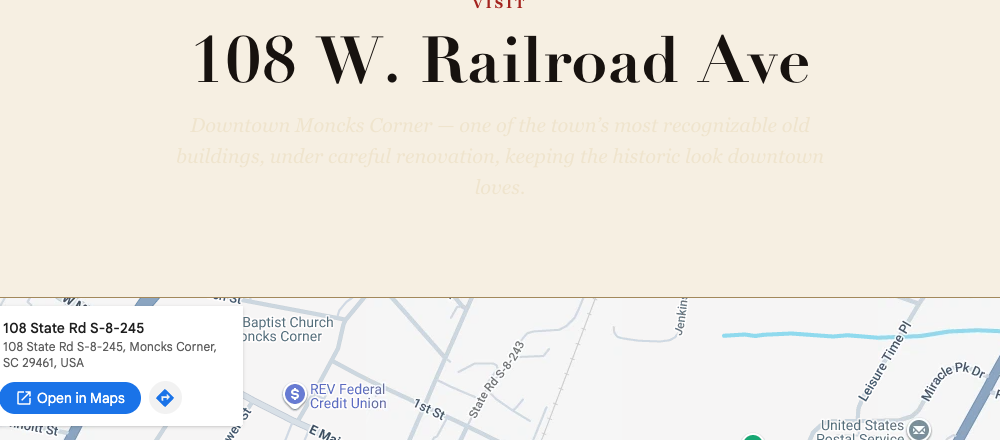 VISIT
108 W. Railroad Ave
Downtown Moncks Corner — one of the town's most recognizable old
buildings, under careful renovation, keeping the historic look downtown
loves.
108 State Rd S-8-245
108 State Rd S-8-245, Moncks Corner,
SC 29461, USA
Open in Maps
Baptist Church
oncks Corner
REV Federal
Credit Union
1st St
State Rd S-8-243
Jenkins
Leisure Time Pl
Miracle Pk Dr
United States
Postal Service
E Ma